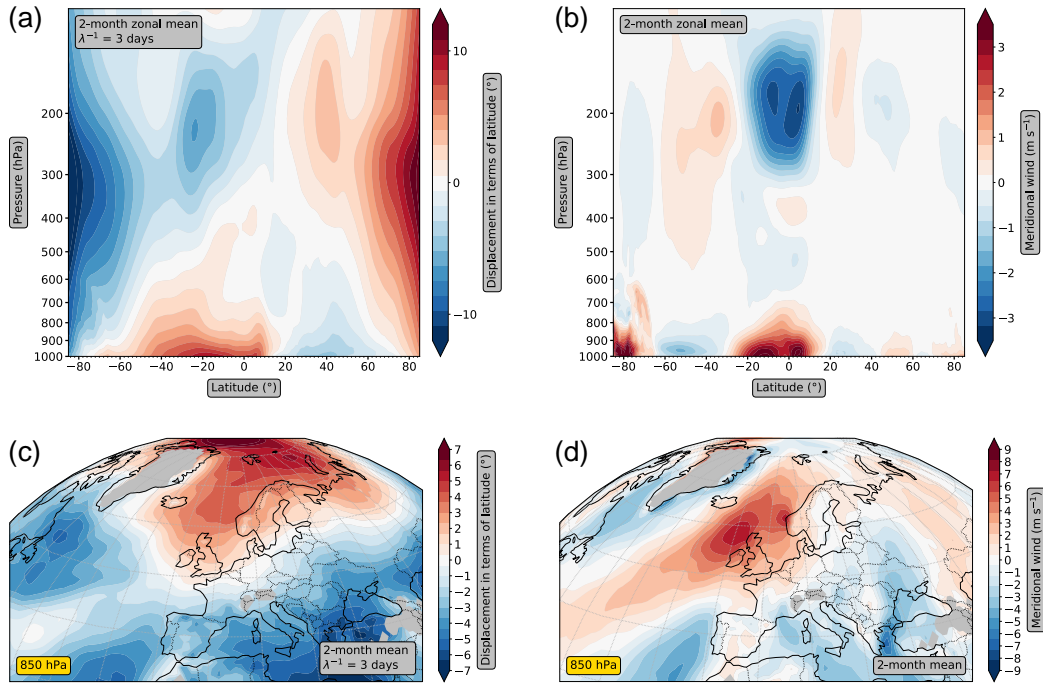 (a)
2-month zonal mean
λ⁻¹ = 3 days
Pressure (hPa)
200
300
400
500
600
700
800
900
1000
−80 −60 −40 −20 0 20 40 60 80
Latitude (°)
10
0
−10
Displacement in terms of latitude (°)
(b)
2-month zonal mean
Pressure (hPa)
200
300
400
500
600
700
800
900
1000
−80 −60 −40 −20 0 20 40 60 80
Latitude (°)
3
2
1
0
−1
−2
−3
Meridional wind (m s⁻¹)
(c)
850 hPa
2-month mean
λ⁻¹ = 3 days
7
6
5
4
3
2
1
0
−1
−2
−3
−4
−5
−6
−7
Displacement in terms of latitude (°)
(d)
850 hPa
2-month mean
9
8
7
6
5
4
3
2
1
0
−1
−2
−3
−4
−5
−6
−7
−8
−9
Meridional wind (m s⁻¹)